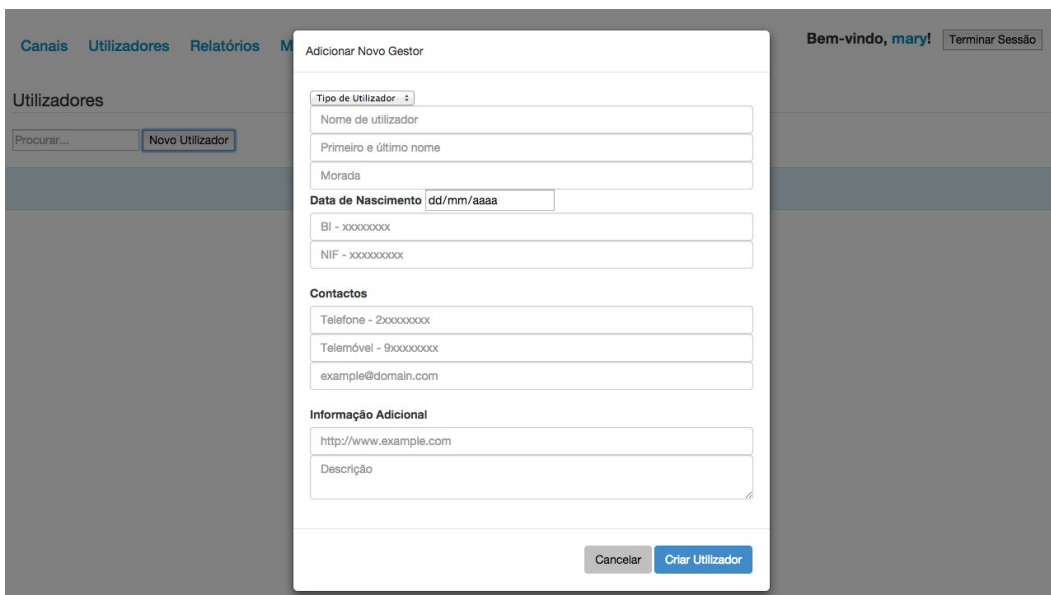 Canais Utilizadores Relatórios M
Bem-vindo, mary! Terminar Sessão
Utilizadores
Procurar... Novo Utilizador
Adicionar Novo Gestor
Tipo de Utilizador
Nome de utilizador
Primeiro e último nome
Morada
Data de Nascimento dd/mm/aaaa
BI - xxxxxxxx
NIF - xxxxxxxxx
Contactos
Telefone - 2xxxxxxxx
Telemóvel - 9xxxxxxxx
example@domain.com
Informação Adicional
http://www.example.com
Descrição
Cancelar Criar Utilizador